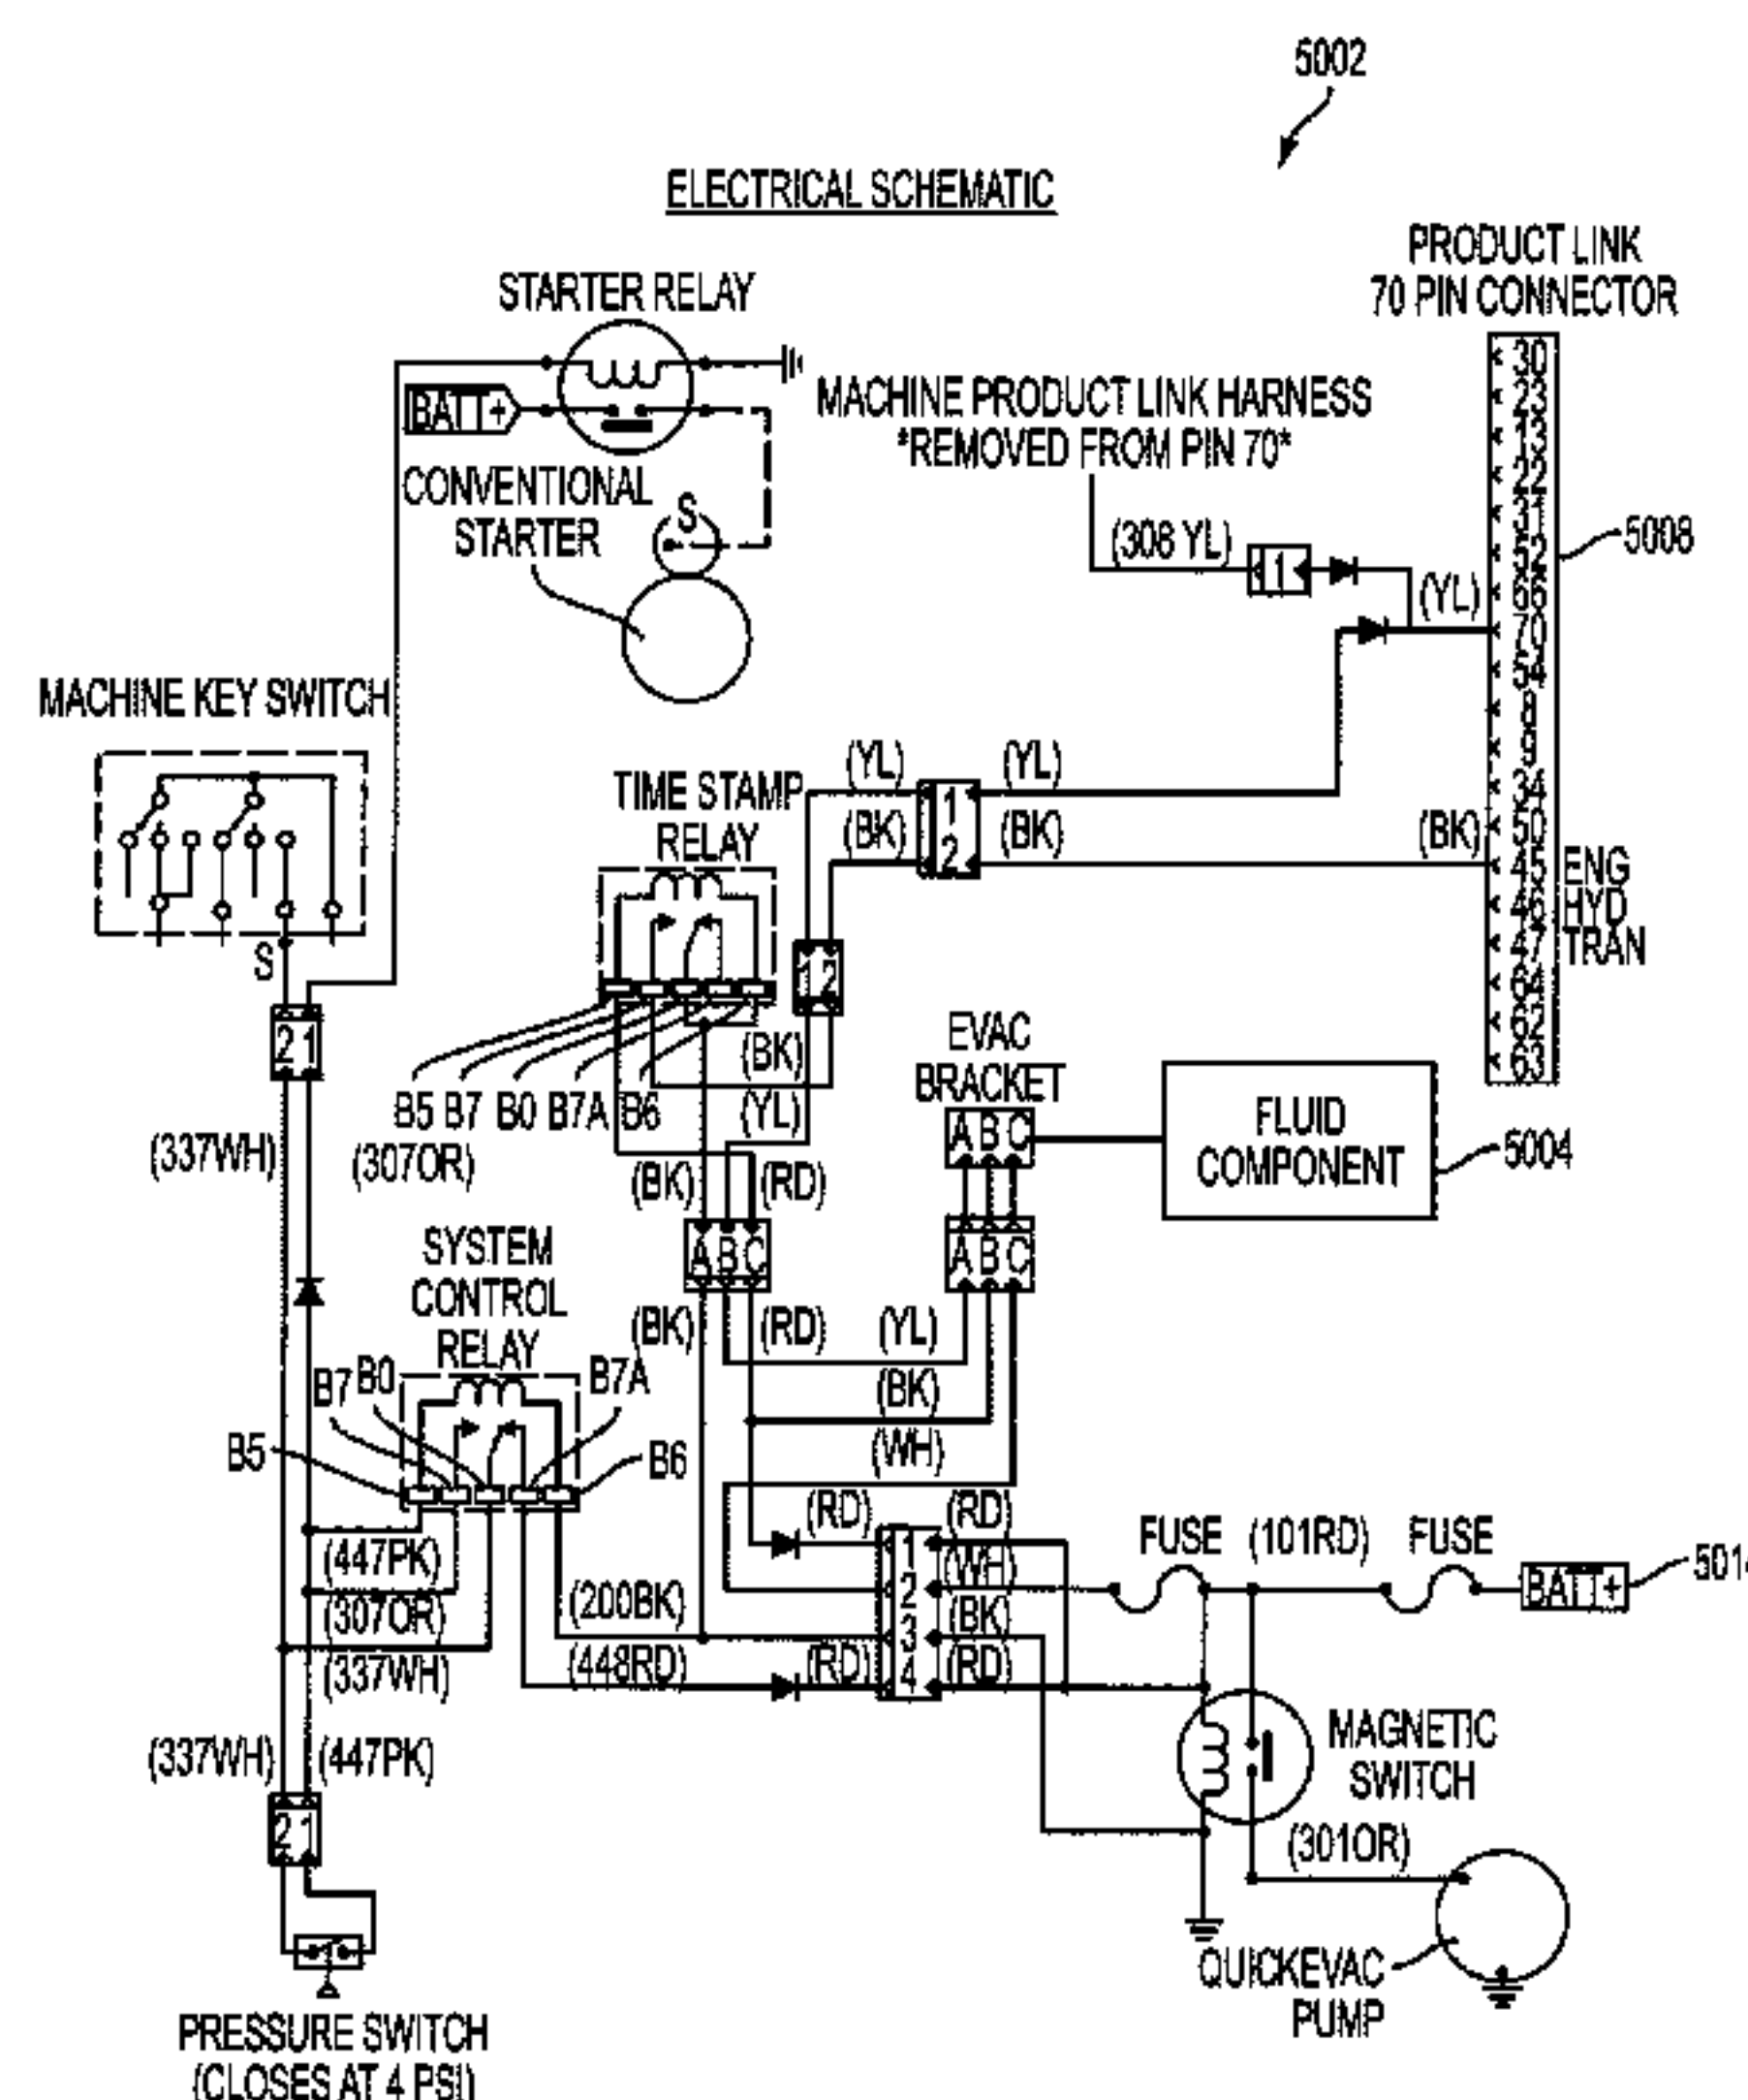 5002
ELECTRICAL SCHEMATIC
PRODUCT LINK
70 PIN CONNECTOR
STARTER RELAY
BATT+
MACHINE PRODUCT LINK HARNESS
*REMOVED FROM PIN 70*
CONVENTIONAL
STARTER
S
(308 YL)
1
(YL)
5008
30
23
13
22
31
52
66
70
54
8
9
34
50
45
46
47
64
62
63
ENG
HYD
TRAN
MACHINE KEY SWITCH
S
2 1
TIME STAMP
RELAY
(YL)
(BK)
1
2
(YL)
(BK)
(BK)
1 2
B5 B7 B0 B7A B6
(BK)
(YL)
EVAC
BRACKET
A B C
FLUID
COMPONENT
5004
(337WH)
(307OR)
(BK)
(RD)
A B C
A B C
SYSTEM
CONTROL
RELAY
(BK)
(RD)
(YL)
(BK)
(WH)
B7 B0 B7A
B5
B6
(447PK)
(307OR)
(337WH)
(200BK)
(448RD)
(RD)
(RD)
1
2
3
4
(RD)
(WH)
(BK)
(RD)
FUSE
(101RD)
FUSE
BATT+
(337WH)
(447PK)
2 1
MAGNETIC
SWITCH
(301OR)
QUICKEVAC
PUMP
PRESSURE SWITCH
(CLOSES AT 4 PSI)